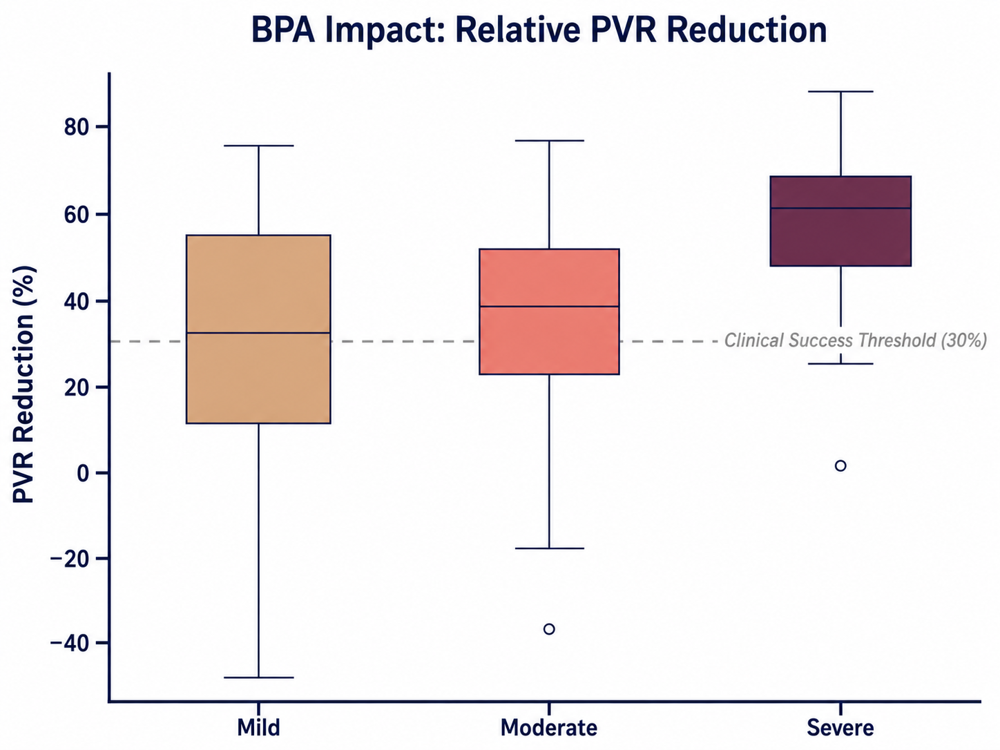 BPA Impact: Relative PVR Reduction
PVR Reduction (%)
80
60
40
20
0
−20
−40
Clinical Success Threshold (30%)
Mild
Moderate
Severe